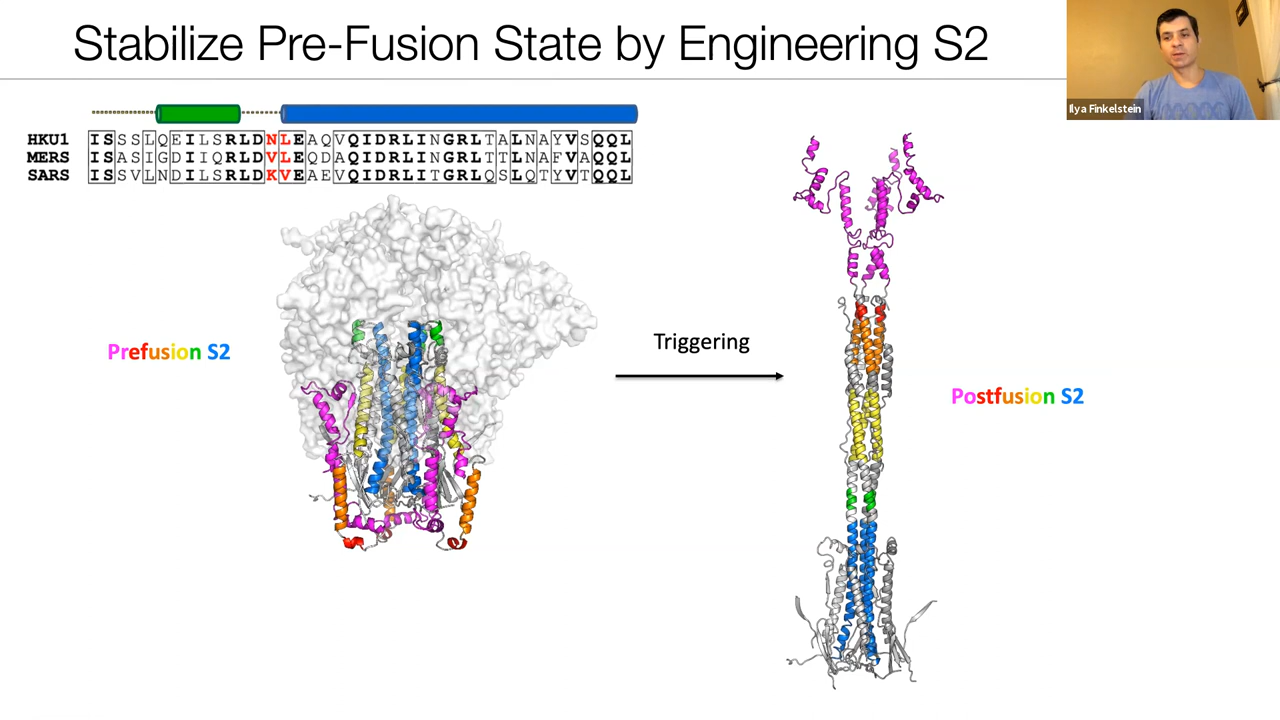 Stabilize Pre-Fusion State by Engineering S2
Ilya Finkelstein
HKU1 ISSSLQEILSRLDNLEAQVQIDRLINGRLTALNAYVSQQL
MERS ISASIGDIIQRLDVLEQDAQIDRLINGRLTTLNAFVAQQL
SARS ISSVLNDILSRLDKVEAEVQIDRLITGRLQSLQTYVTQQL
Prefusion S2
Triggering
Postfusion S2